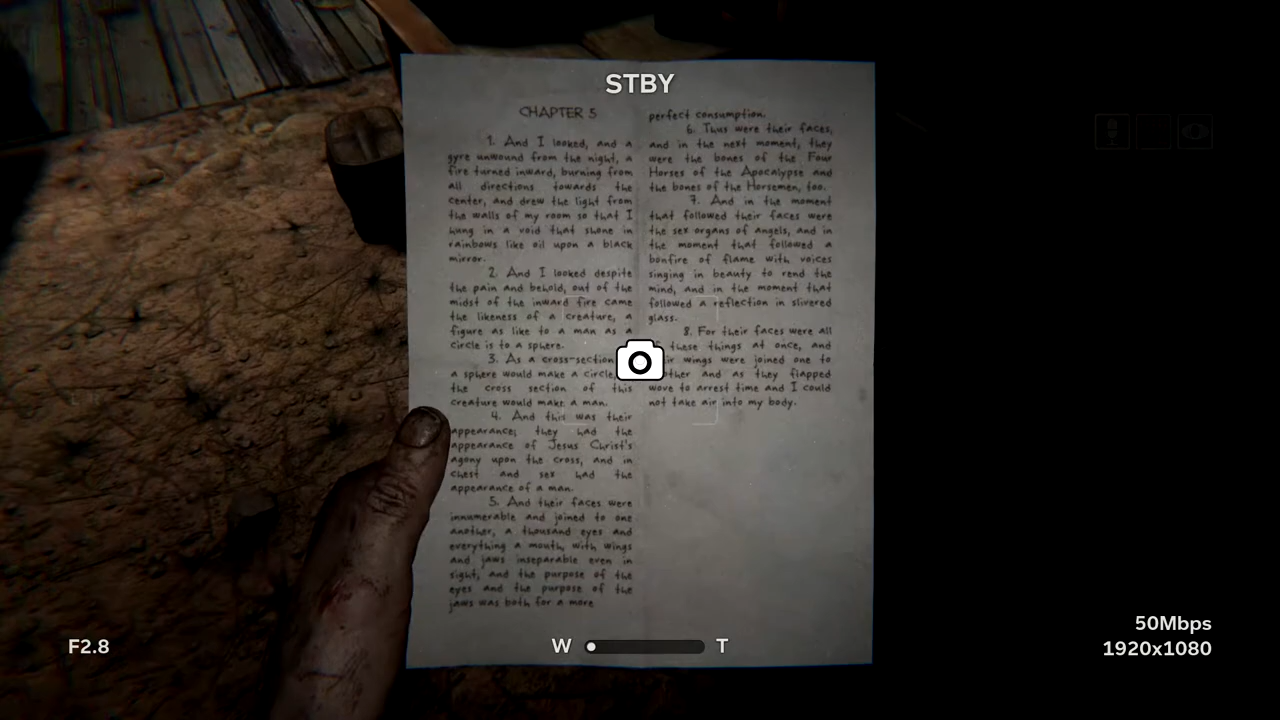 STBY
CHAPTER 5
1. And I looked, and a
gyre unwound from the night, a
fire turned inward, burning from
all directions towards the
center, and drew the light from
the walls of my room so that I
hung in a void that shone in
rainbows like oil upon a black
mirror.
2. And I looked despite
the pain and behold, out of the
midst of the inward fire came
the likeness of a creature, a
figure as like to a man as a
circle is to a sphere.
3. As a cross-section
a sphere would make a circle,
the cross section of this
creature would make a man.
4. And this was their
appearance; they had the
appearance of Jesus Christ's
agony upon the cross, and in
chest and sex had the
appearance of a man.
5. And their faces were
innumerable and joined to one
another, a thousand eyes and
everything a mouth, with wings
and jaws inseparable even in
sight, and the purpose of the
eyes and the purpose of the
jaws was both for a more
perfect consumption.
6. Thus were their faces,
and in the next moment, they
were the bones of the Four
Horses of the Apocalypse and
the bones of the Horsemen, too.
7. And in the moment
that followed their faces were
the sex organs of angels, and in
the moment that followed a
bonfire of flame with voices
singing in beauty to rend the
mind, and in the moment that
followed a reflection in slivered
glass.
8. For their faces were all
these things at once, and
wings were joined one to
and as they flapped
wove to arrest time and I could
not take air into my body.
F2.8
W T
50Mbps
1920x1080